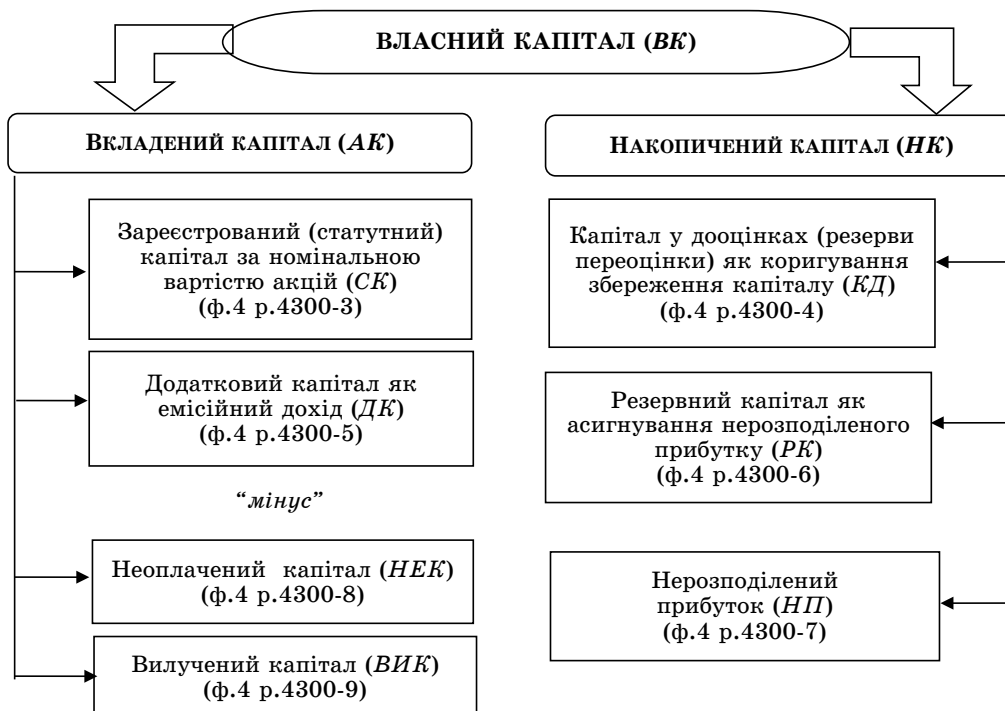 ВЛАСНИЙ КАПІТАЛ (ВК)
ВКЛАДЕНИЙ КАПІТАЛ (АК)
Зареєстрований (статутний)
капітал за номінальною
вартістю акцій (СК)
(ф.4 р.4300-3)
Додатковий капітал як
емісійний дохід (ДК)
(ф.4 р.4300-5)
“мінус”
Неоплачений капітал (НЕК)
(ф.4 р.4300-8)
Вилучений капітал (ВИК)
(ф.4 р.4300-9)
НАКОПИЧЕНИЙ КАПІТАЛ (НК)
Капітал у дооцінках (резерви
переоцінки) як коригування
збереження капіталу (КД)
(ф.4 р.4300-4)
Резервний капітал як
асигнування нерозподіленого
прибутку (РК)
(ф.4 р.4300-6)
Нерозподілений
прибуток (НП)
(ф.4 р.4300-7)